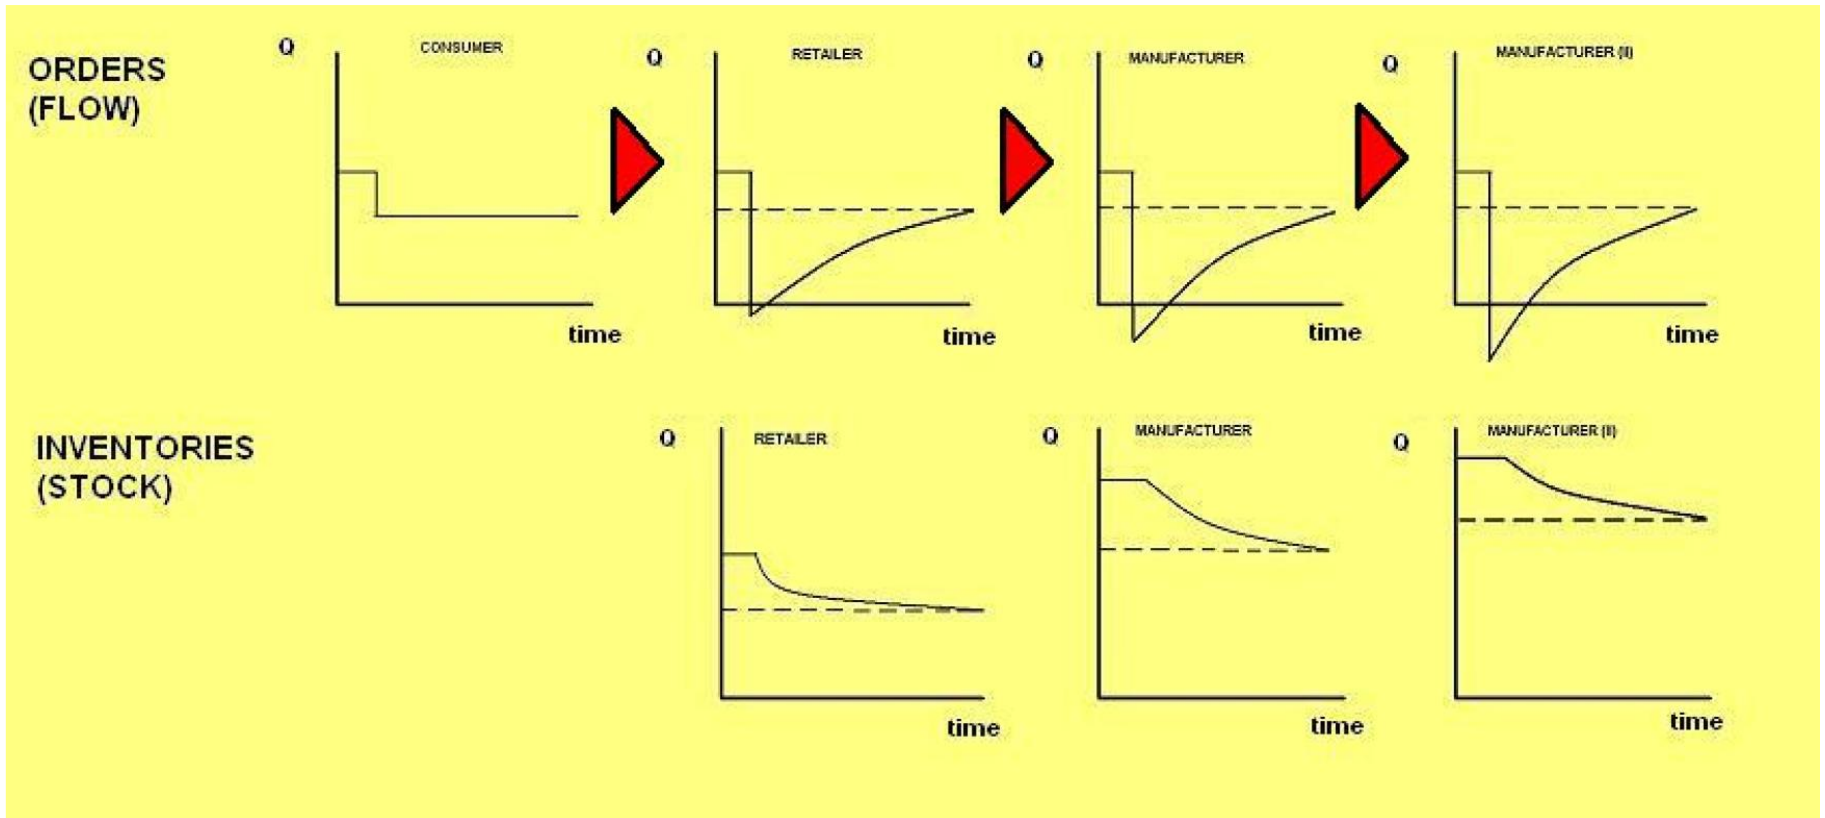 ORDERS
(FLOW)
Q
CONSUMER
time
Q
RETAILER
time
Q
MANUFACTURER
time
Q
MANUFACTURER (II)
time
INVENTORIES
(STOCK)
Q
RETAILER
time
Q
MANUFACTURER
time
Q
MANUFACTURER (II)
time